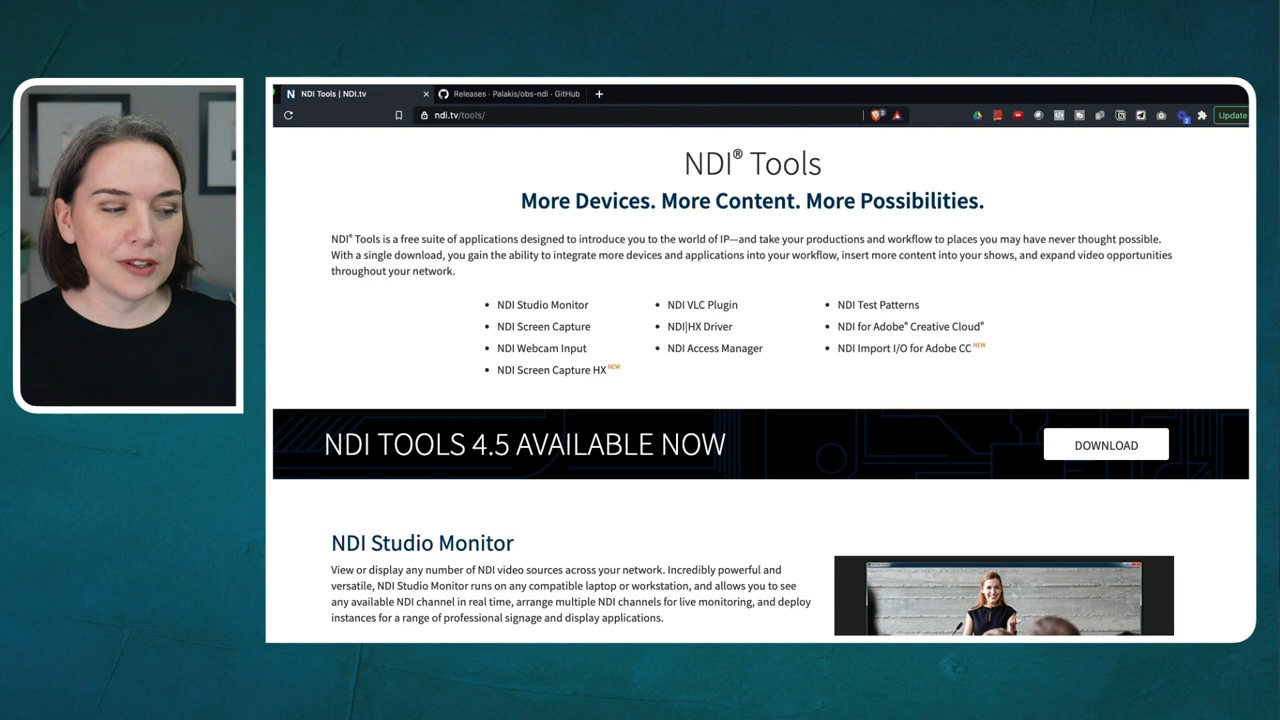 NDI Tools | NDI.tv
Releases · Palakis/obs-ndi · GitHub
ndi.tv/tools/
Update
NDI® Tools
More Devices. More Content. More Possibilities.
NDI® Tools is a free suite of applications designed to introduce you to the world of IP—and take your productions and workflow to places you may have never thought possible.
With a single download, you gain the ability to integrate more devices and applications into your workflow, insert more content into your shows, and expand video opportunities
throughout your network.
• NDI Studio Monitor
• NDI Screen Capture
• NDI Webcam Input
• NDI Screen Capture HX NEW
• NDI VLC Plugin
• NDI|HX Driver
• NDI Access Manager
• NDI Test Patterns
• NDI for Adobe® Creative Cloud®
• NDI Import I/O for Adobe CC NEW
NDI TOOLS 4.5 AVAILABLE NOW
DOWNLOAD
NDI Studio Monitor
View or display any number of NDI video sources across your network. Incredibly powerful and
versatile, NDI Studio Monitor runs on any compatible laptop or workstation, and allows you to see
any available NDI channel in real time, arrange multiple NDI channels for live monitoring, and deploy
instances for a range of professional signage and display applications.